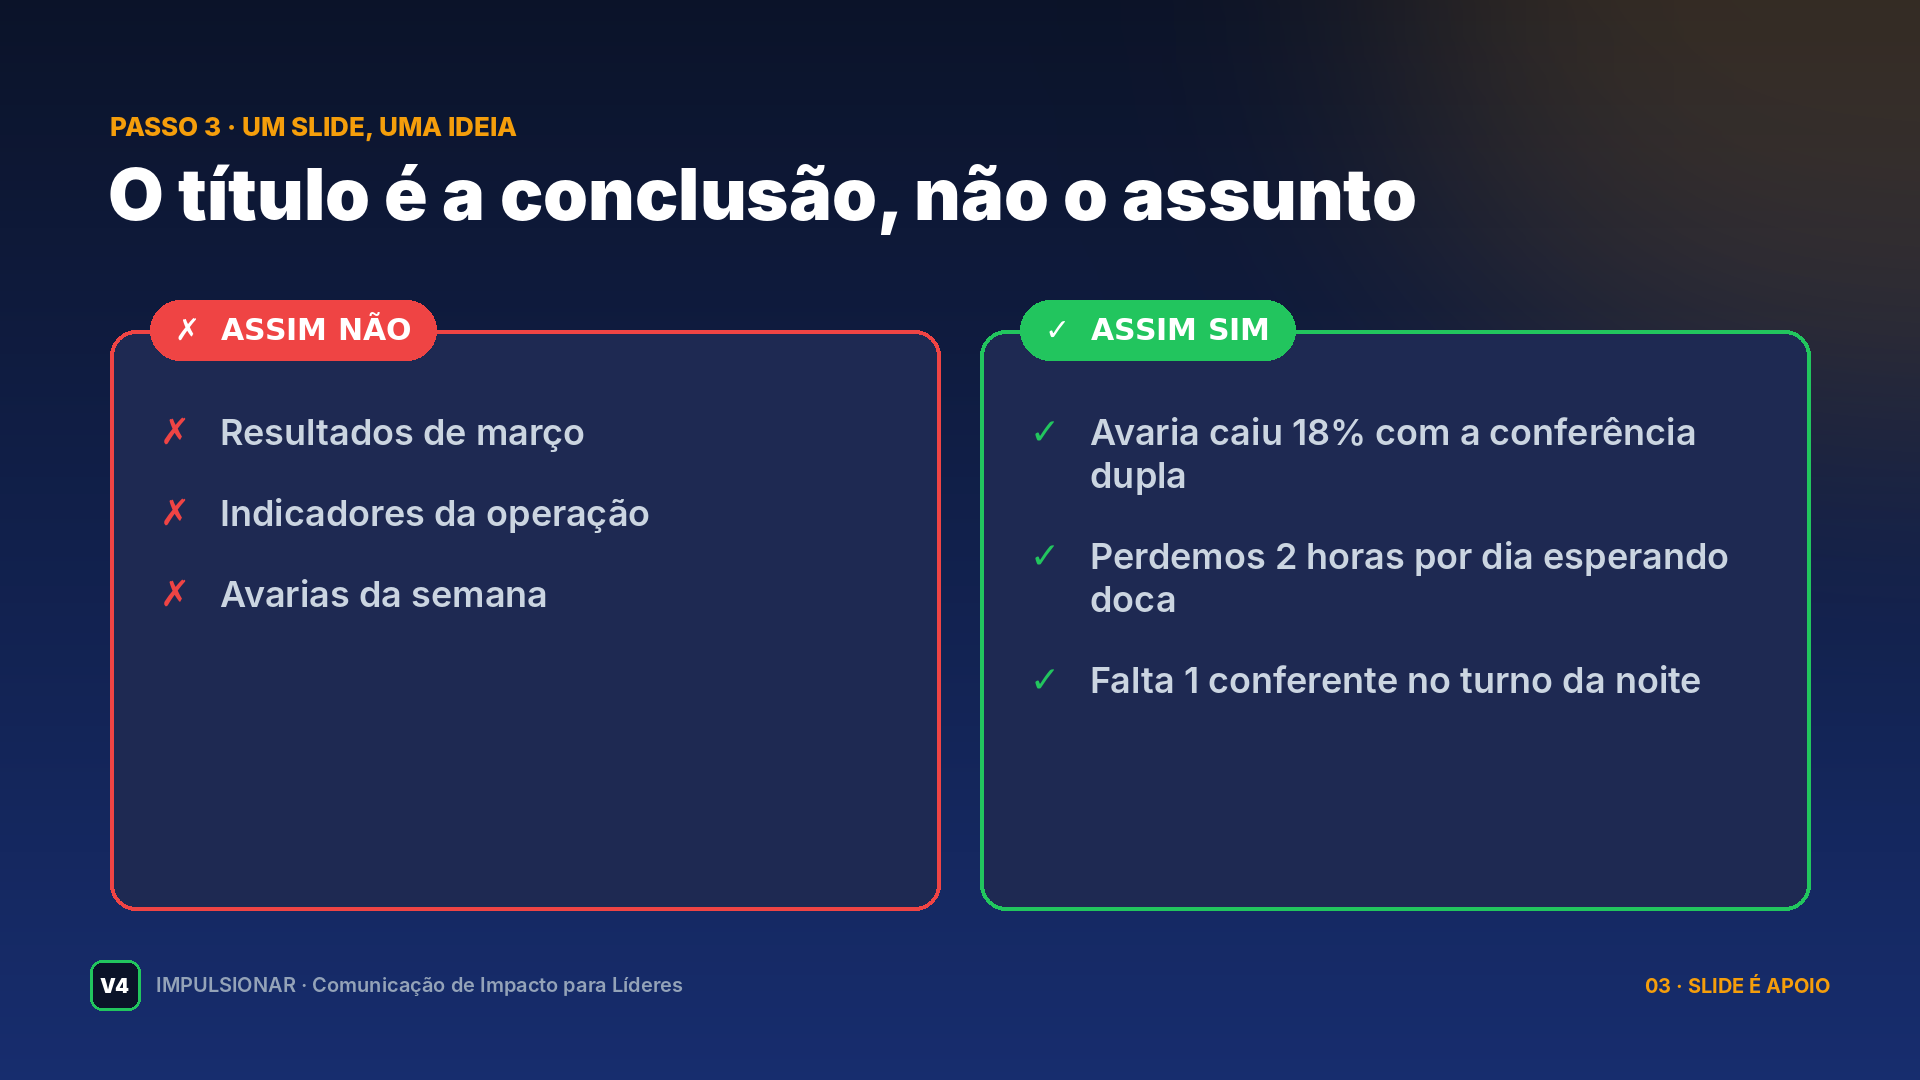 PASSO 3 · UM SLIDE, UMA IDEIA
O título é a conclusão, não o assunto
✗ ASSIM NÃO
✗ Resultados de março
✗ Indicadores da operação
✗ Avarias da semana
✓ ASSIM SIM
✓ Avaria caiu 18% com a conferência
dupla
✓ Perdemos 2 horas por dia esperando
doca
✓ Falta 1 conferente no turno da noite
V4 IMPULSIONAR · Comunicação de Impacto para Líderes
03 · SLIDE É APOIO